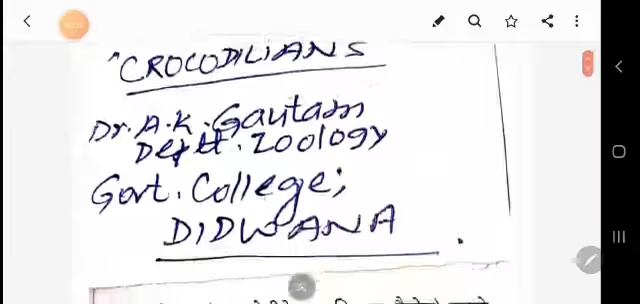 "CROCODILIANS
Dr. A.K. Gautam
Deptt. Zoology
Govt. College;
DIDWANA.